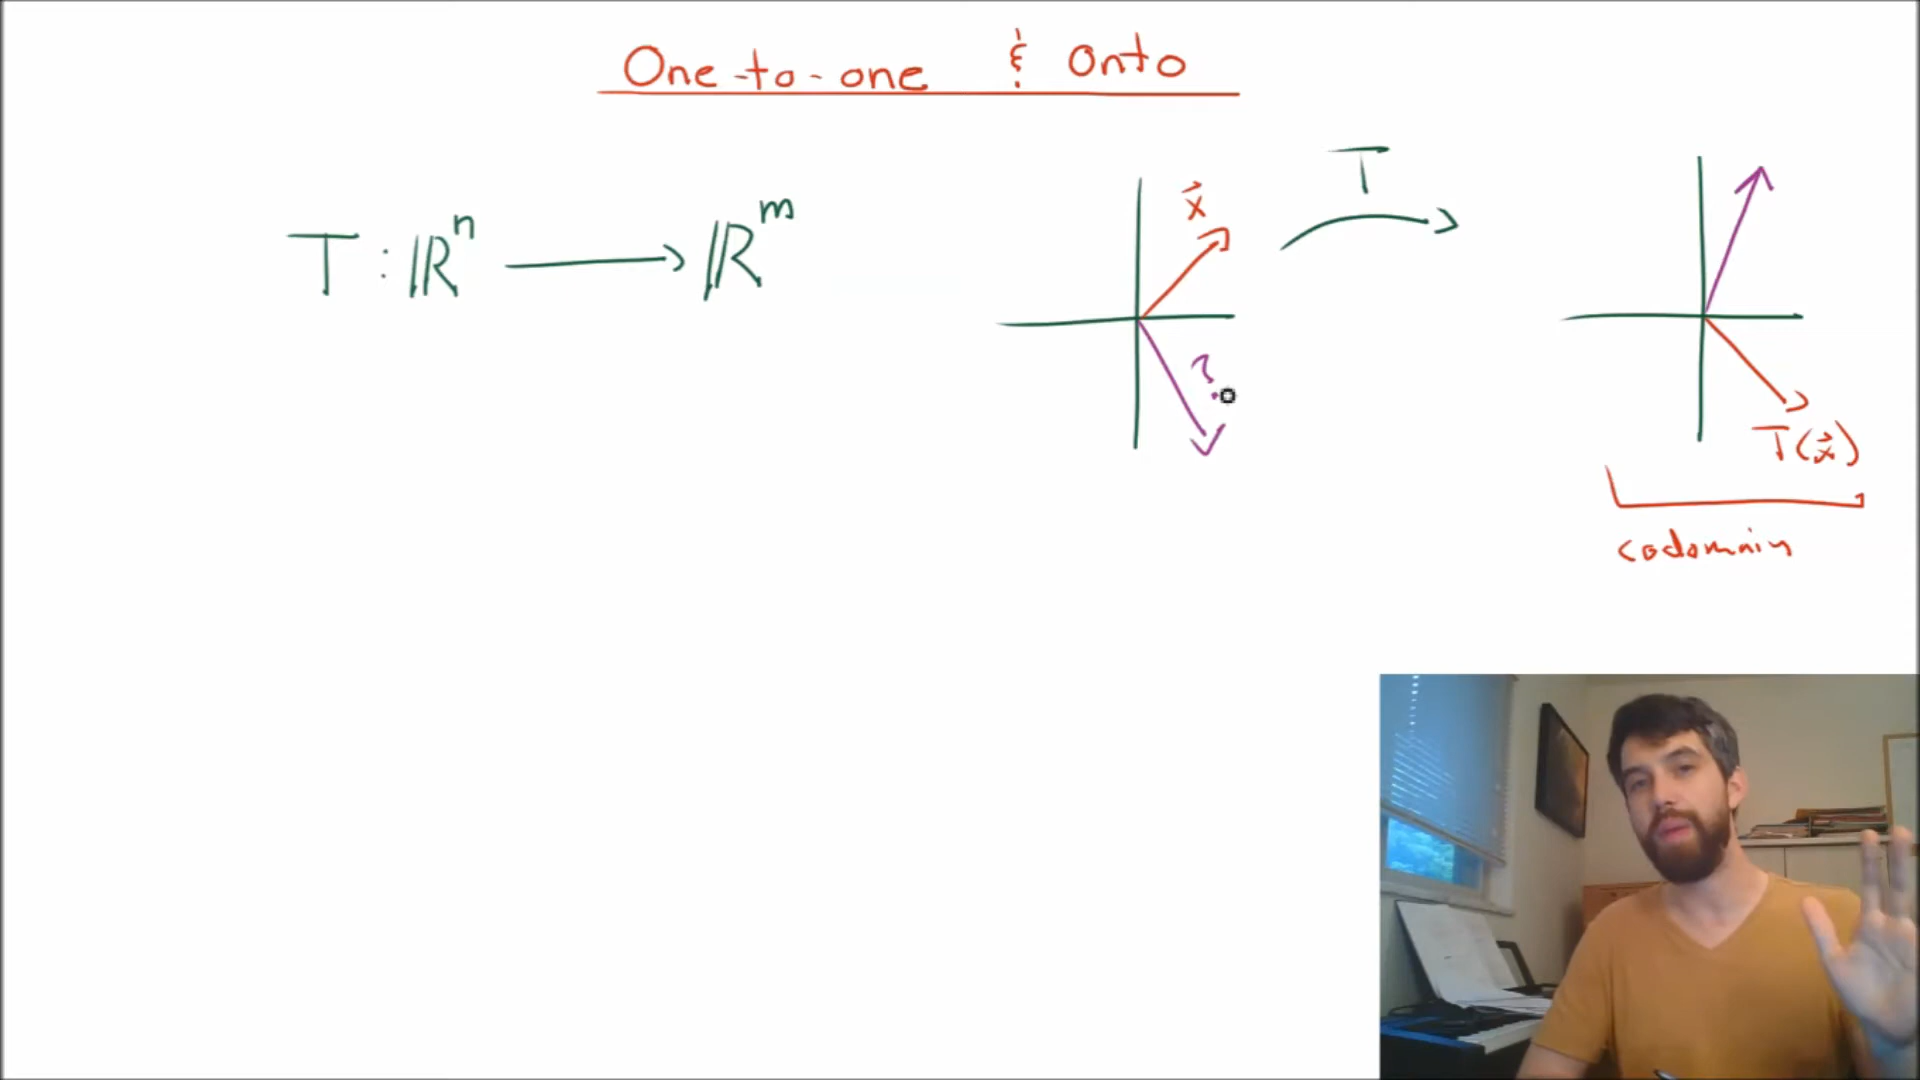 One-to-one & Onto
T : ℝⁿ ⟶ ℝᵐ
x⃗
T
?
T(x⃗)
codomain